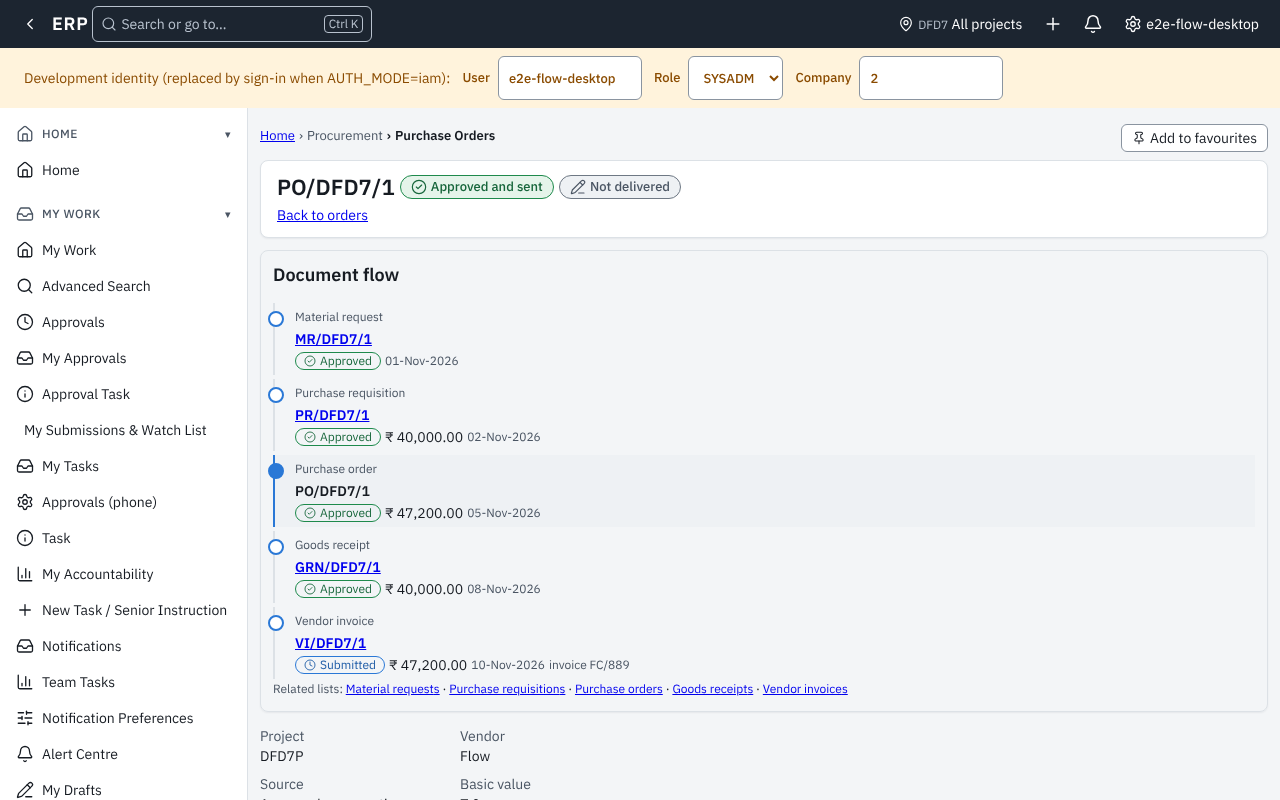 ERP Search or go to... Ctrl K DFD7 All projects e2e-flow-desktop
Development identity (replaced by sign-in when AUTH_MODE=iam): User e2e-flow-desktop Role SYSADM Company 2
HOME
Home
MY WORK
My Work
Advanced Search
Approvals
My Approvals
Approval Task
My Submissions & Watch List
My Tasks
Approvals (phone)
Task
My Accountability
New Task / Senior Instruction
Notifications
Team Tasks
Notification Preferences
Alert Centre
My Drafts
Home › Procurement › Purchase Orders
Add to favourites
PO/DFD7/1 Approved and sent Not delivered
Back to orders
Document flow
Material request
MR/DFD7/1
Approved 01-Nov-2026
Purchase requisition
PR/DFD7/1
Approved ₹ 40,000.00 02-Nov-2026
Purchase order
PO/DFD7/1
Approved ₹ 47,200.00 05-Nov-2026
Goods receipt
GRN/DFD7/1
Approved ₹ 40,000.00 08-Nov-2026
Vendor invoice
VI/DFD7/1
Submitted ₹ 47,200.00 10-Nov-2026 invoice FC/889
Related lists: Material requests · Purchase requisitions · Purchase orders · Goods receipts · Vendor invoices
Project Vendor
DFD7P Flow
Source Basic value